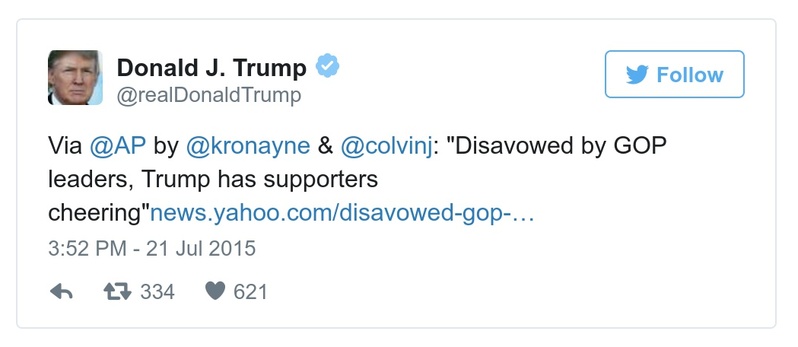 Donald J. Trump
@realDonaldTrump
Follow
Via @AP by @kronayne & @colvinj: "Disavowed by GOP
leaders, Trump has supporters
cheering"news.yahoo.com/disavowed-gop-…
3:52 PM - 21 Jul 2015
334 621